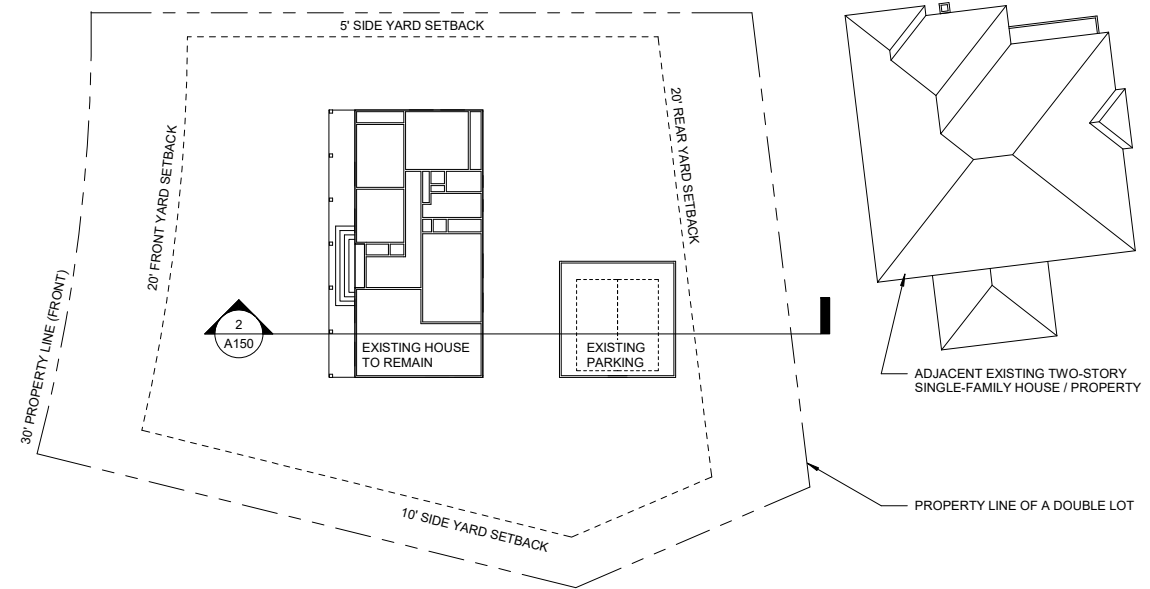 5' SIDE YARD SETBACK
20' FRONT YARD SETBACK
20' REAR YARD SETBACK
30' PROPERTY LINE (FRONT)
2
A150
EXISTING HOUSE
TO REMAIN
EXISTING
PARKING
ADJACENT EXISTING TWO-STORY
SINGLE-FAMILY HOUSE / PROPERTY
PROPERTY LINE OF A DOUBLE LOT
10' SIDE YARD SETBACK